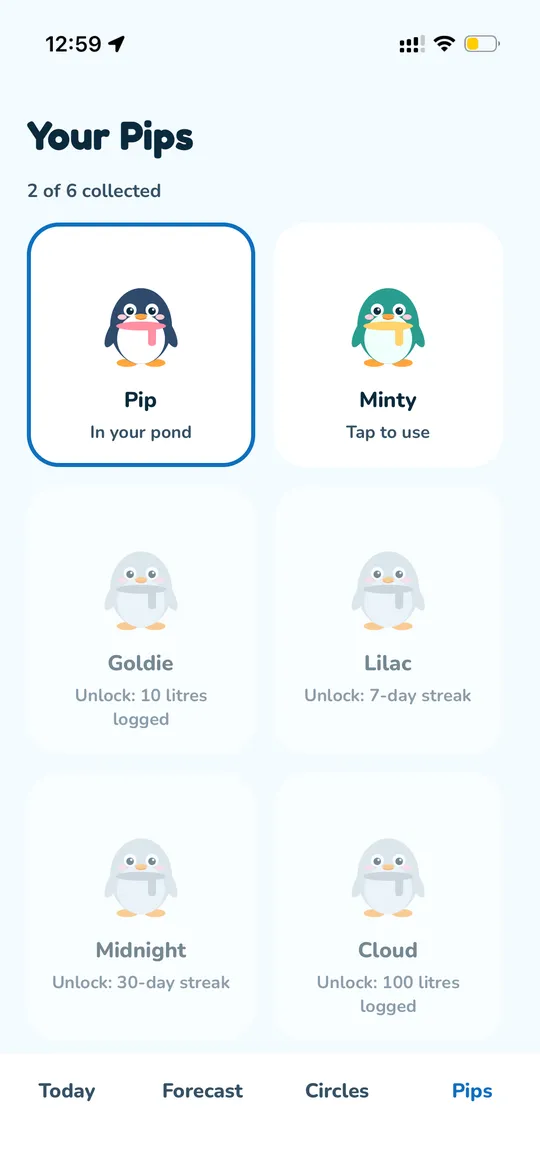 12:59
Your Pips
2 of 6 collected
Pip
In your pond
Minty
Tap to use
Goldie
Unlock: 10 litres
logged
Lilac
Unlock: 7-day streak
Midnight
Unlock: 30-day streak
Cloud
Unlock: 100 litres
logged
Today
Forecast
Circles
Pips